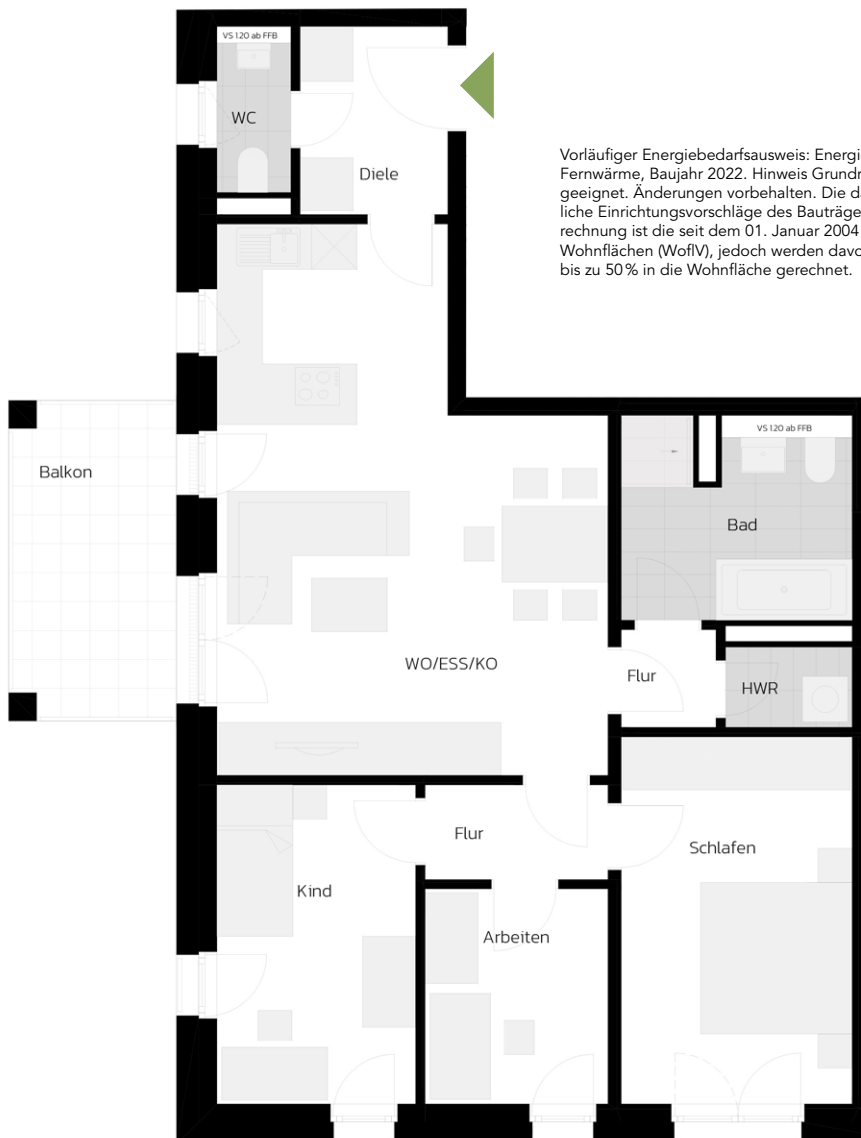 VS 120 ab FFB
WC
Diele
Vorläufiger Energiebedarfsausweis: Energi
Fernwärme, Baujahr 2022. Hinweis Grundr
geeignet. Änderungen vorbehalten. Die da
liche Einrichtungsvorschläge des Bauträge
rechnung ist die seit dem 01. Januar 2004
Wohnflächen (WoflV), jedoch werden davo
bis zu 50% in die Wohnfläche gerechnet.
Balkon
VS 120 ab FFB
Bad
WO/ESS/KO
Flur
HWR
Flur
Schlafen
Kind
Arbeiten